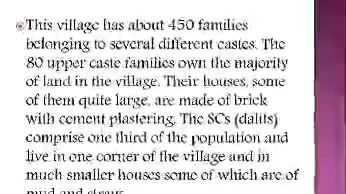 This village has about 450 families
belonging to several different castes. The
80 upper caste families own the majority
of land in the village. Their houses, some
of them quite large, are made of brick
with cement plastering. The SCs (dalits)
comprise one third of the population and
live in one corner of the village and in
much smaller houses some of which are of
mud and straw